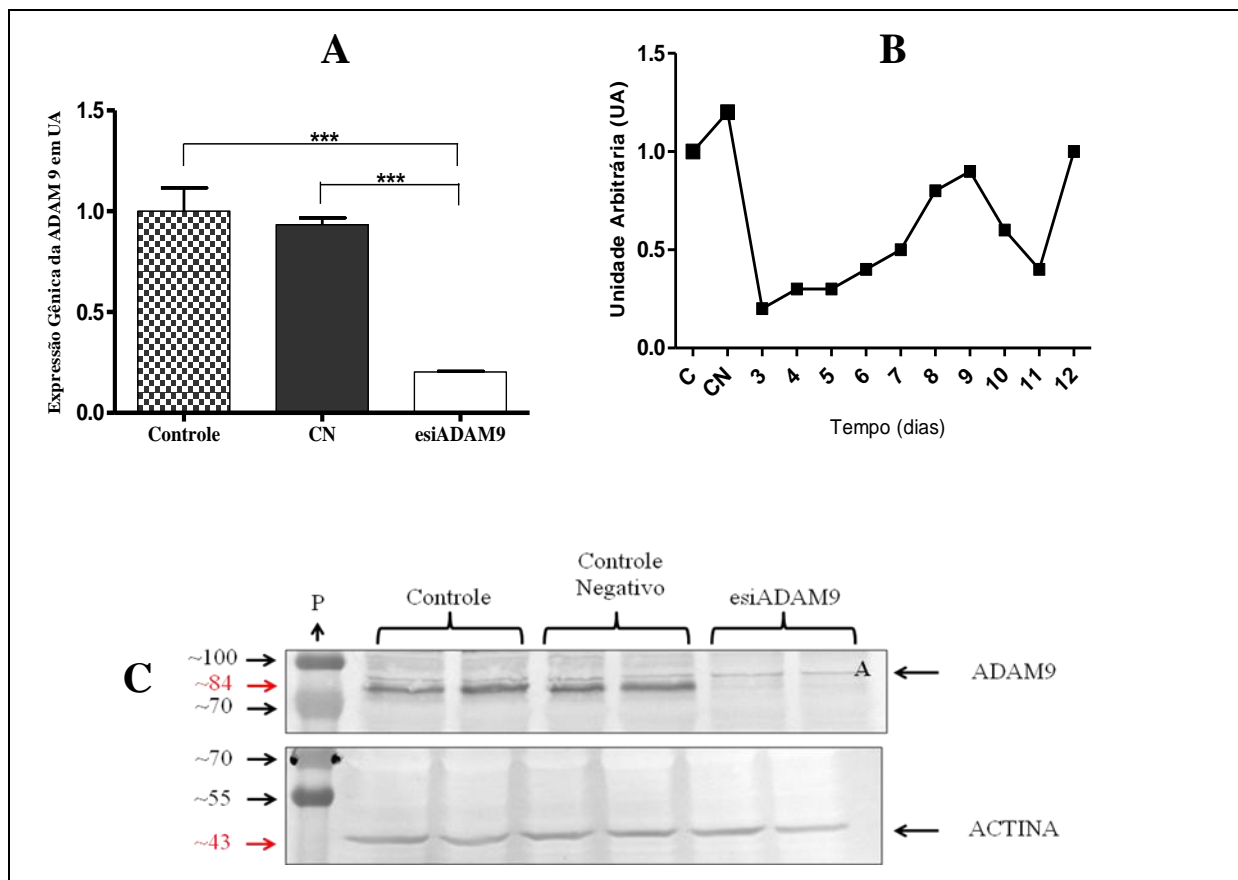 A
Expressão Gênica da ADAM 9 em UA
1.5
1.0
0.5
0.0
***
***
Controle
CN
esiADAM9
B
Unidade Arbitrária (UA)
1.5
1.0
0.5
0.0
C
CN
3
4
5
6
7
8
9
10
11
12
Tempo (dias)
C
P
Controle
Controle
Negativo
esiADAM9
~100
~84
~70
A
ADAM9
~70
~55
~43
ACTINA